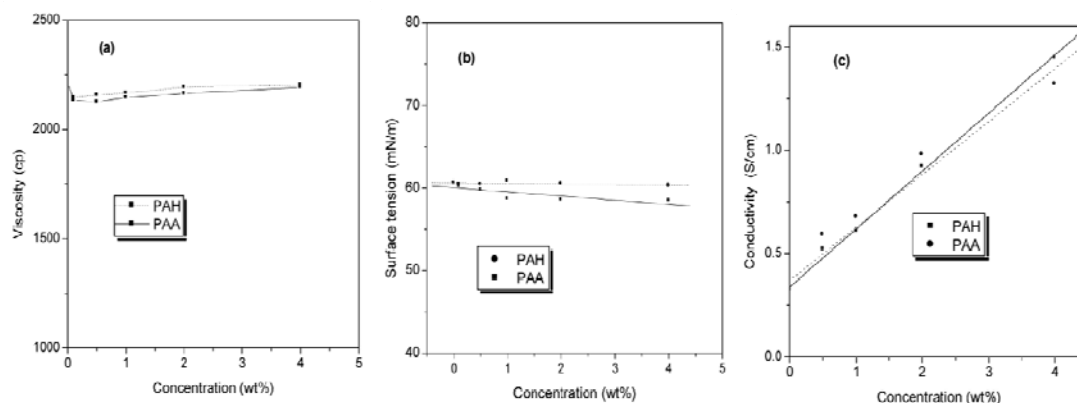 (a)
2500
2000
1500
1000
Viscosity (cp)
PAH
PAA
0 1 2 3 4 5
Concentration (wt%)
(b)
80
70
60
50
40
Surface tension (mN/m)
PAH
PAA
0 1 2 3 4 5
Concentration (wt%)
(c)
1.5
1.0
0.5
0.0
Conductivity (S/cm)
PAH
PAA
0 1 2 3 4
Concentration (wt%)